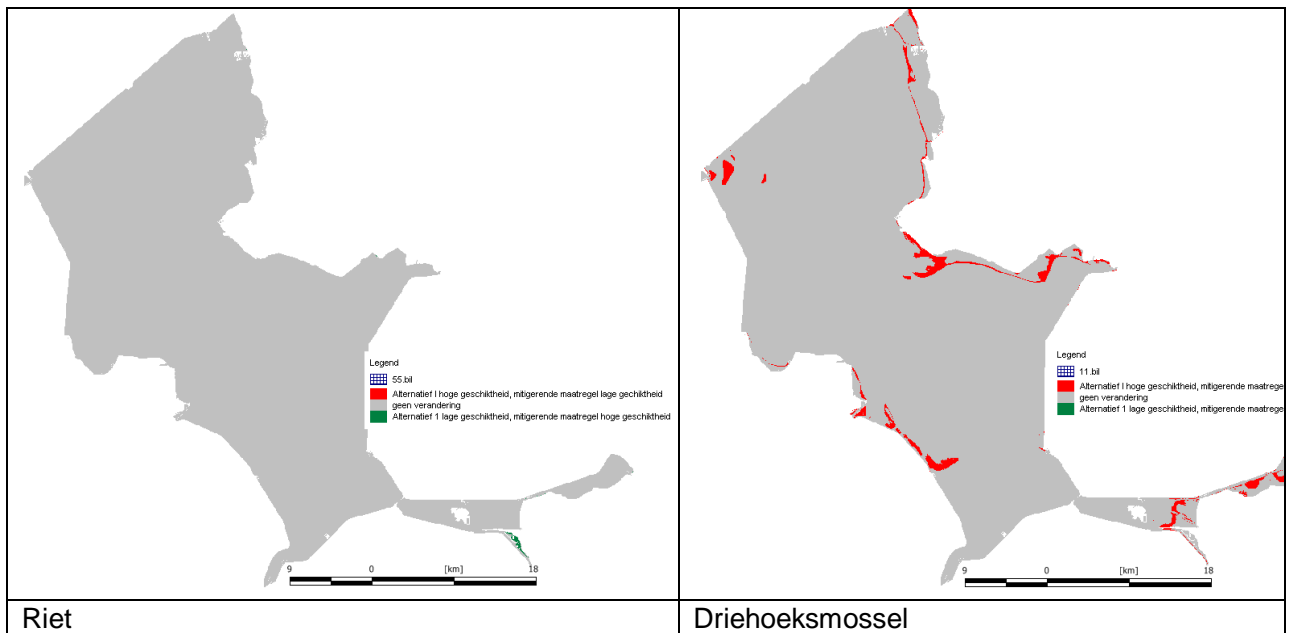 Legend
55.bil
Alternatief I hoge geschiktheid, mitigerende maatregel lage gechiktheid
geen verandering
Alternatief 1 lage geschiktheid, mitigerende maatregel hoge geschiktheid
9 0 [km] 18
Riet
Legend
11.bil
Alternatief I hoge geschiktheid, mitigerende maatrege
geen verandering
Alternatief 1 lage geschiktheid, mitigerende maatrege
9 0 [km] 18
Driehoeksmossel